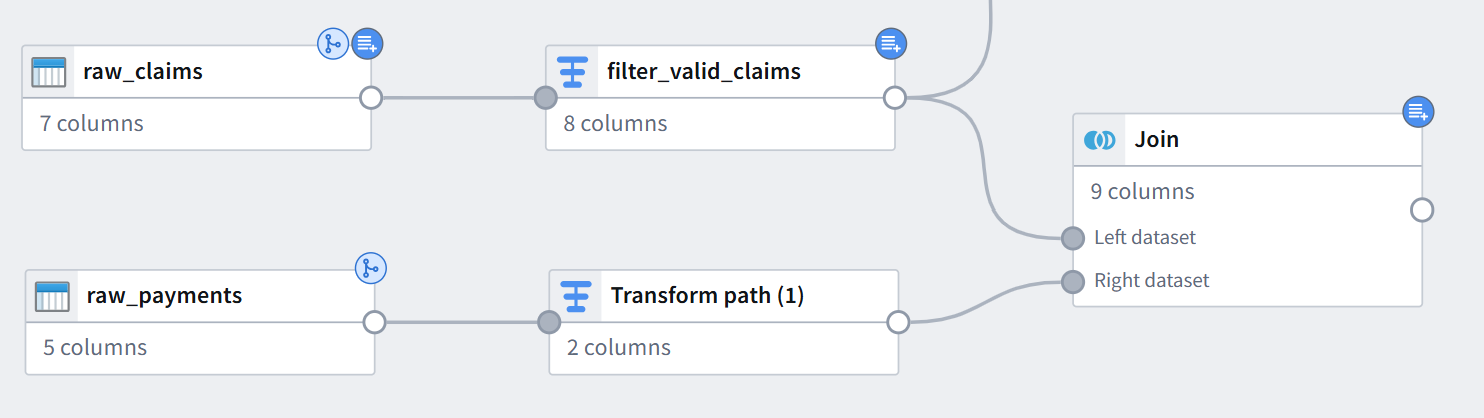 raw_claims
7 columns
filter_valid_claims
8 columns
Join
9 columns
Left dataset
Right dataset
raw_payments
5 columns
Transform path (1)
2 columns